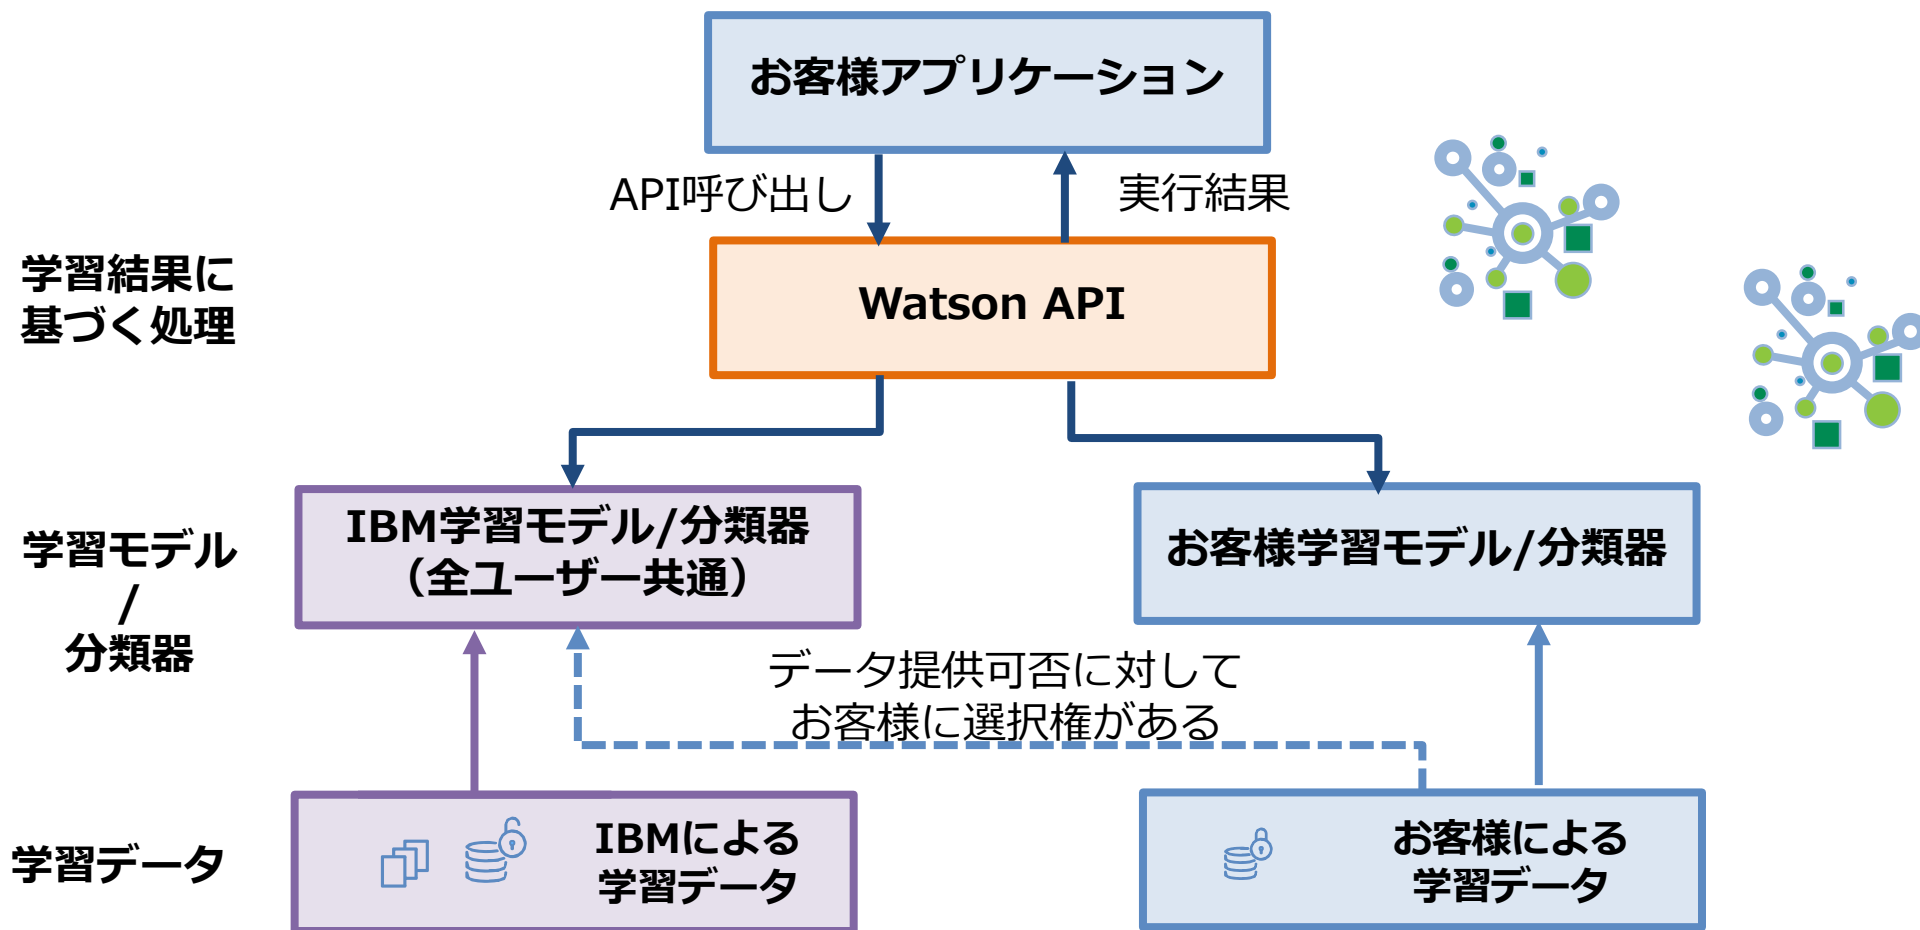 お客様アプリケーション
API呼び出し
実行結果
学習結果に
基づく処理
Watson API
学習モデル
/
分類器
IBM学習モデル/分類器
（全ユーザー共通）
お客様学習モデル/分類器
データ提供可否に対して
お客様に選択権がある
学習データ
IBMによる
学習データ
お客様による
学習データ